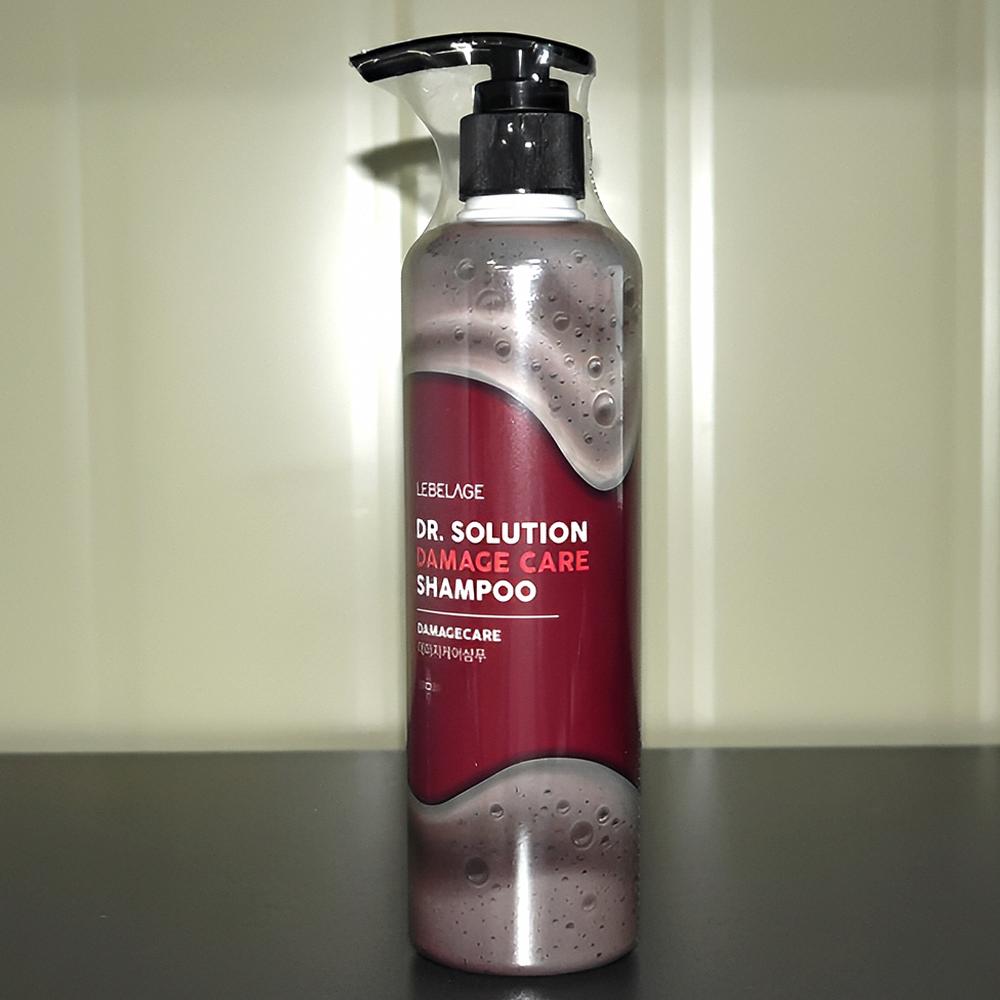 LEBELAGE
DR. SOLUTION
DAMAGE CARE
SHAMPOO
DAMAGECARE
데미지케어샴푸